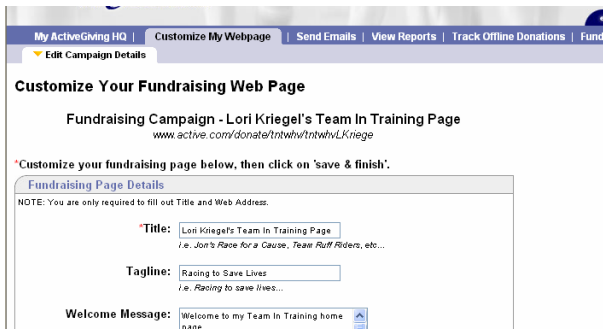 My ActiveGiving HQ | Customize My Webpage | Send Emails | View Reports | Track Offline Donations | Fund
Edit Campaign Details
Customize Your Fundraising Web Page
Fundraising Campaign - Lori Kriegel's Team In Training Page
www.active.com/donate/tntwhv/tntwhvLKriege
*Customize your fundraising page below, then click on 'save & finish'.
Fundraising Page Details
NOTE: You are only required to fill out Title and Web Address.
*Title: Lori Kriegel's Team In Training Page
i.e. Jon's Race for a Cause, Team Ruff Riders, etc...
Tagline: Racing to Save Lives
i.e. Racing to save lives...
Welcome Message: Welcome to my Team In Training home
page